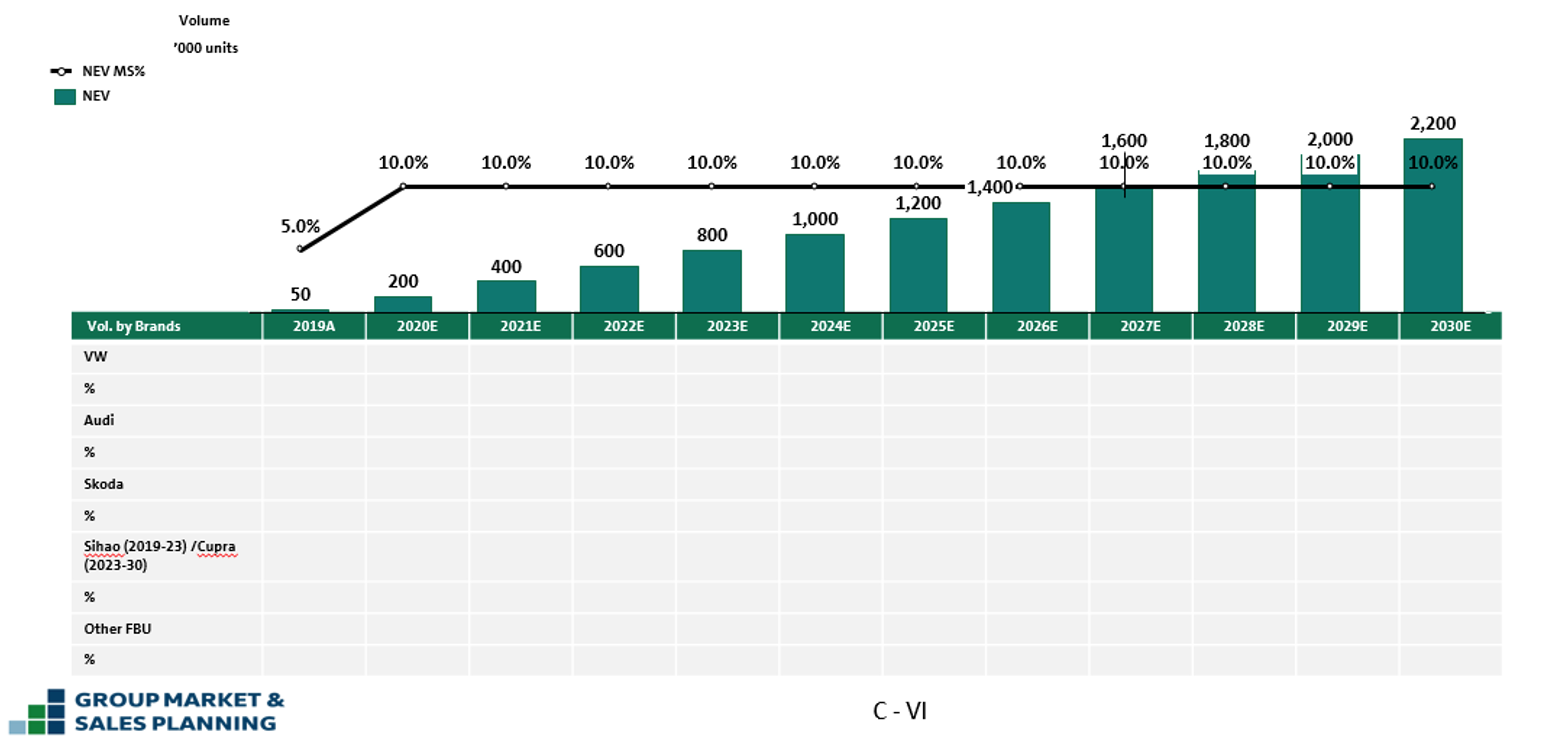 Volume
'000 units
NEV MS%
NEV
5.0% 10.0% 10.0% 10.0% 10.0% 10.0% 10.0% 10.0% 10.0% 10.0% 10.0% 10.0%
50 200 400 600 800 1,000 1,200 1,400 1,600 1,800 2,000 2,200
Vol. by Brands 2019A 2020E 2021E 2022E 2023E 2024E 2025E 2026E 2027E 2028E 2029E 2030E
VW
%
Audi
%
Skoda
%
Sihao (2019-23) /Cupra
(2023-30)
%
Other FBU
%
GROUP MARKET &
SALES PLANNING
C - VI